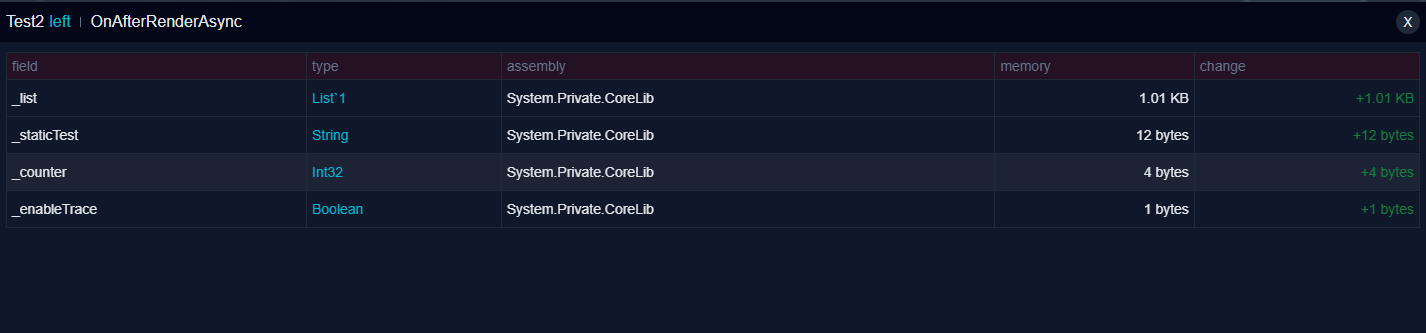 Test2 left | OnAfterRenderAsync X
field type assembly memory change
_list List`1 System.Private.CoreLib 1.01 KB +1.01 KB
_staticTest String System.Private.CoreLib 12 bytes +12 bytes
_counter Int32 System.Private.CoreLib 4 bytes +4 bytes
_enableTrace Boolean System.Private.CoreLib 1 bytes +1 bytes